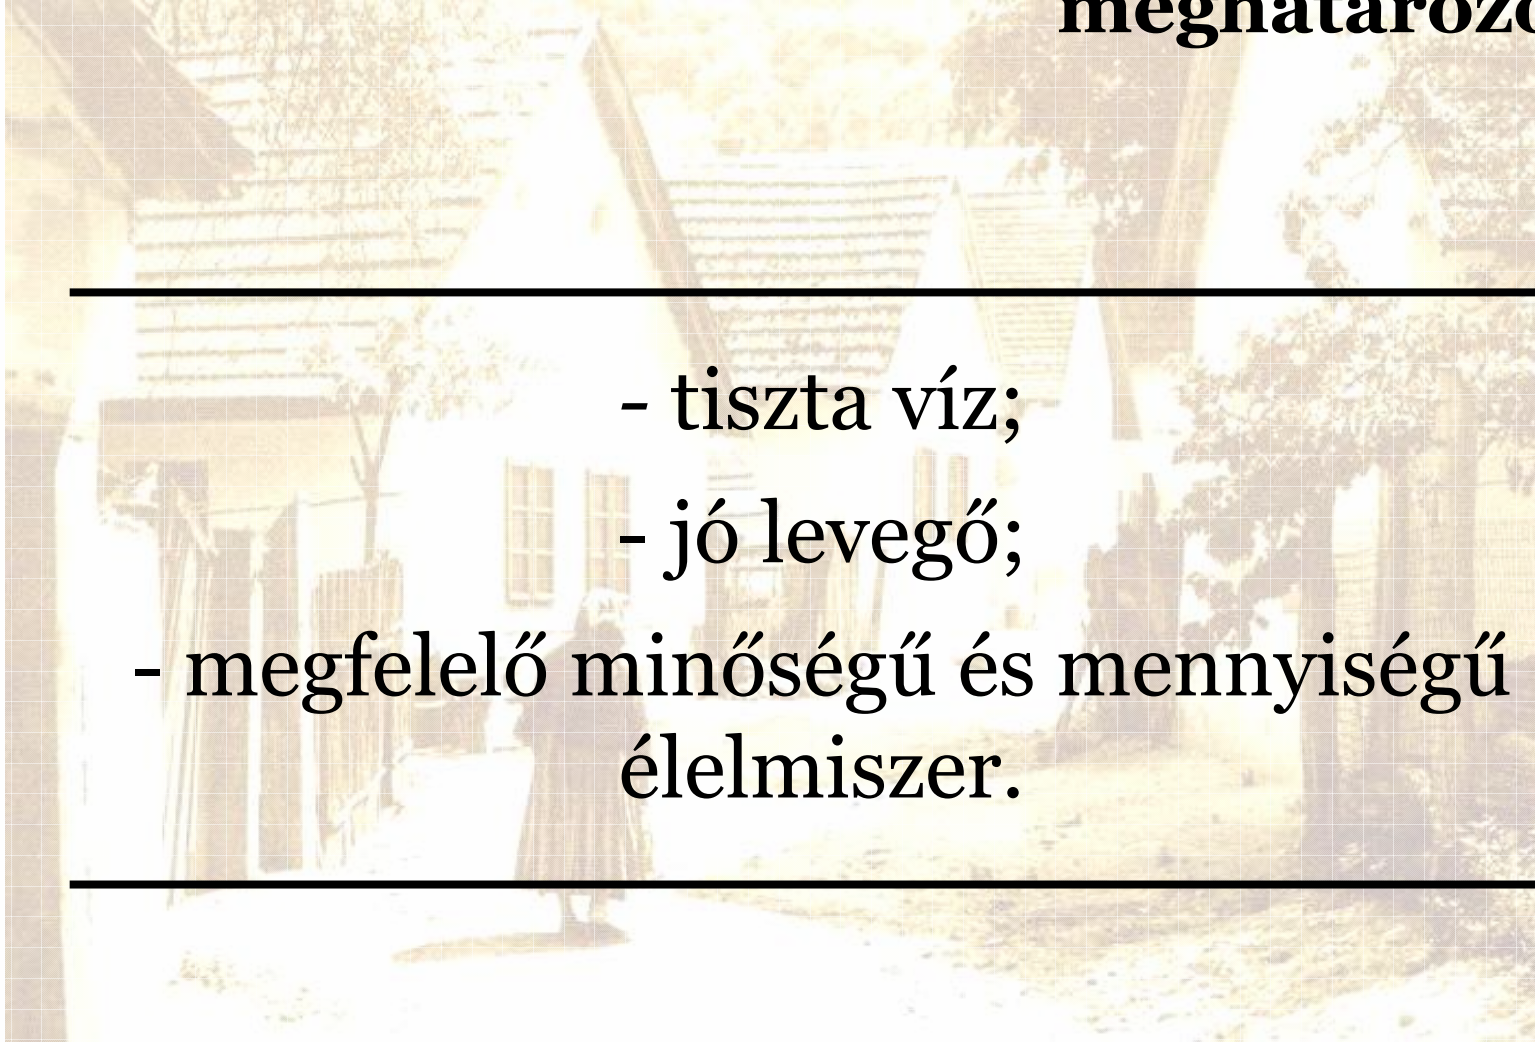 - tiszta víz;
- jó levegő;
- megfelelő minőségű és mennyiségű
élelmiszer.